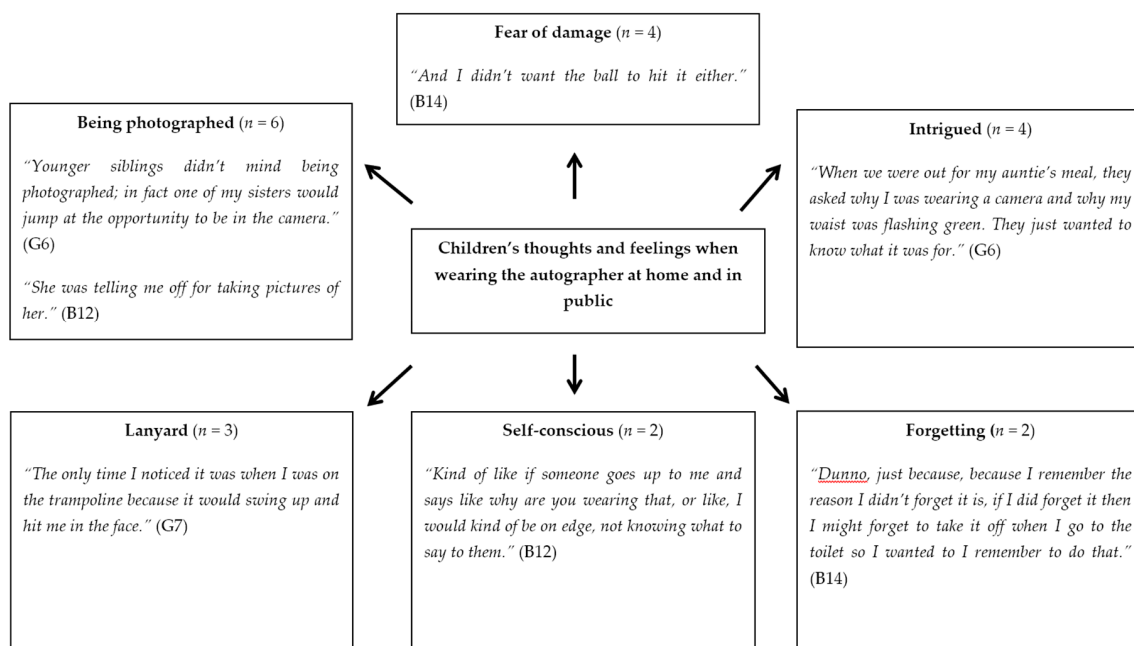 Fear of damage (n = 4)
“And I didn’t want the ball to hit it either.”
(B14)
Being photographed (n = 6)
“Younger siblings didn’t mind being
photographed; in fact one of my sisters would
jump at the opportunity to be in the camera.”
(G6)
“She was telling me off for taking pictures of
her.” (B12)
Intrigued (n = 4)
“When we were out for my auntie’s meal, they
asked why I was wearing a camera and why my
waist was flashing green. They just wanted to
know what it was for.” (G6)
Children’s thoughts and feelings when
wearing the autographer at home and in
public
Lanyard (n = 3)
“The only time I noticed it was when I was on
the trampoline because it would swing up and
hit me in the face.” (G7)
Self-conscious (n = 2)
“Kind of like if someone goes up to me and
says like why are you wearing that, or like, I
would kind of be on edge, not knowing what to
say to them.” (B12)
Forgetting (n = 2)
“Dunno, just because, because I remember the
reason I didn’t forget it is, if I did forget it then
I might forget to take it off when I go to the
toilet so I wanted to I remember to do that.”
(B14)